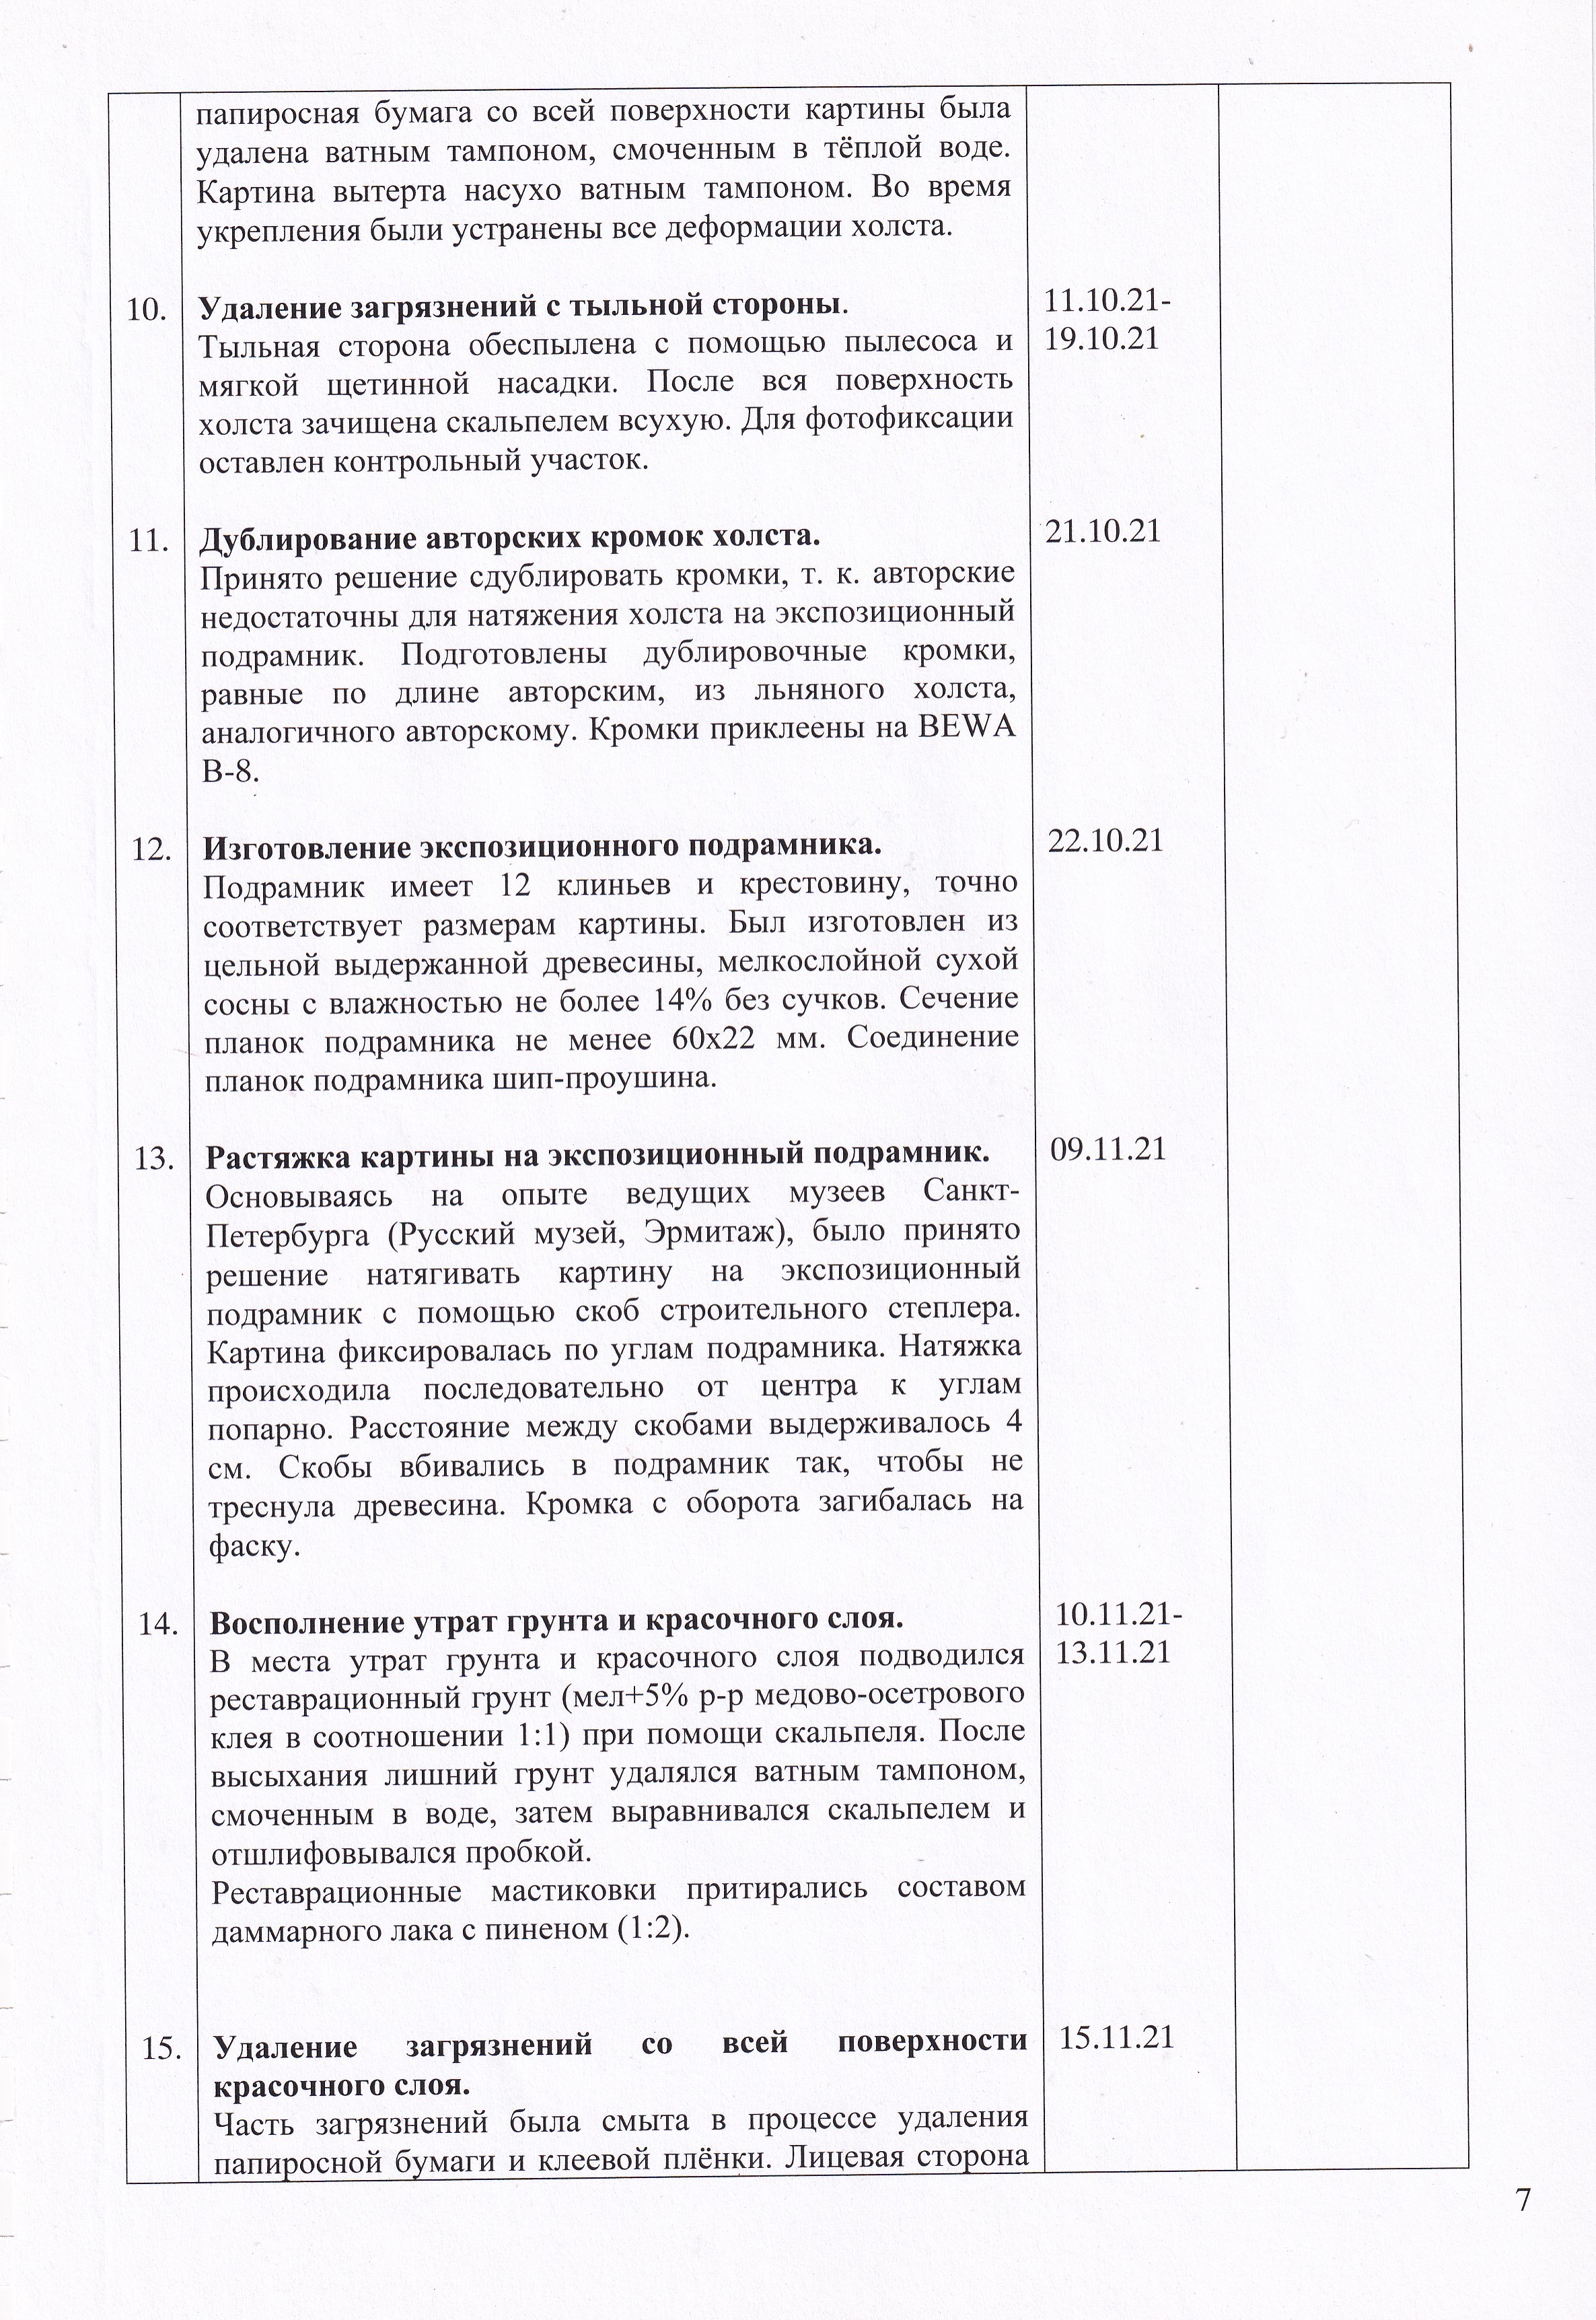 папиросная бумага со всей поверхности картины была
удалена ватным тампоном, смоченным в тёплой воде.
Картина вытерта насухо ватным тампоном. Во время
укрепления были устранены все деформации холста.
10. Удаление загрязнений с тыльной стороны. 11.10.21-
Тыльная сторона обеспылена с помощью пылесоса и 19.10.21
мягкой щетинной насадки. После вся поверхность
холста зачищена скальпелем всухую. Для фотофиксации
оставлен контрольный участок.
11. Дублирование авторских кромок холста. 21.10.21
Принято решение сдублировать кромки, т. к. авторские
недостаточны для натяжения холста на экспозиционный
подрамник. Подготовлены дублировочные кромки,
равные по длине авторским, из льняного холста,
аналогичного авторскому. Кромки приклеены на BEWA
B-8.
12. Изготовление экспозиционного подрамника. 22.10.21
Подрамник имеет 12 клиньев и крестовину, точно
соответствует размерам картины. Был изготовлен из
цельной выдержанной древесины, мелкослойной сухой
сосны с влажностью не более 14% без сучков. Сечение
планок подрамника не менее 60х22 мм. Соединение
планок подрамника шип-проушина.
13. Растяжка картины на экспозиционный подрамник. 09.11.21
Основываясь на опыте ведущих музеев Санкт-
Петербурга (Русский музей, Эрмитаж), было принято
решение натягивать картину на экспозиционный
подрамник с помощью скоб строительного степлера.
Картина фиксировалась по углам подрамника. Натяжка
происходила последовательно от центра к углам
попарно. Расстояние между скобами выдерживалось 4
см. Скобы вбивались в подрамник так, чтобы не
треснула древесина. Кромка с оборота загибалась на
фаску.
14. Восполнение утрат грунта и красочного слоя. 10.11.21-
В места утрат грунта и красочного слоя подводился 13.11.21
реставрационный грунт (мел+5% р-р медово-осетрового
клея в соотношении 1:1) при помощи скальпеля. После
высыхания лишний грунт удалялся ватным тампоном,
смоченным в воде, затем выравнивался скальпелем и
отшлифовывался пробкой.
Реставрационные мастиковки притирались составом
даммарного лака с пиненом (1:2).
15. Удаление загрязнений со всей поверхности 15.11.21
красочного слоя.
Часть загрязнений была смыта в процессе удаления
папиросной бумаги и клеевой плёнки. Лицевая сторона
7